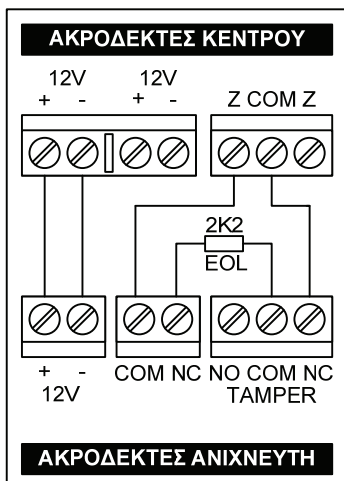 ΑΚΡΟΔΕΚΤΕΣ ΚΕΝΤΡΟΥ
12V 12V
+ - + - Z COM Z
2K2
EOL
+ - COM NC NO COM NC
12V TAMPER
ΑΚΡΟΔΕΚΤΕΣ ΑΝΙΧΝΕΥΤΗ